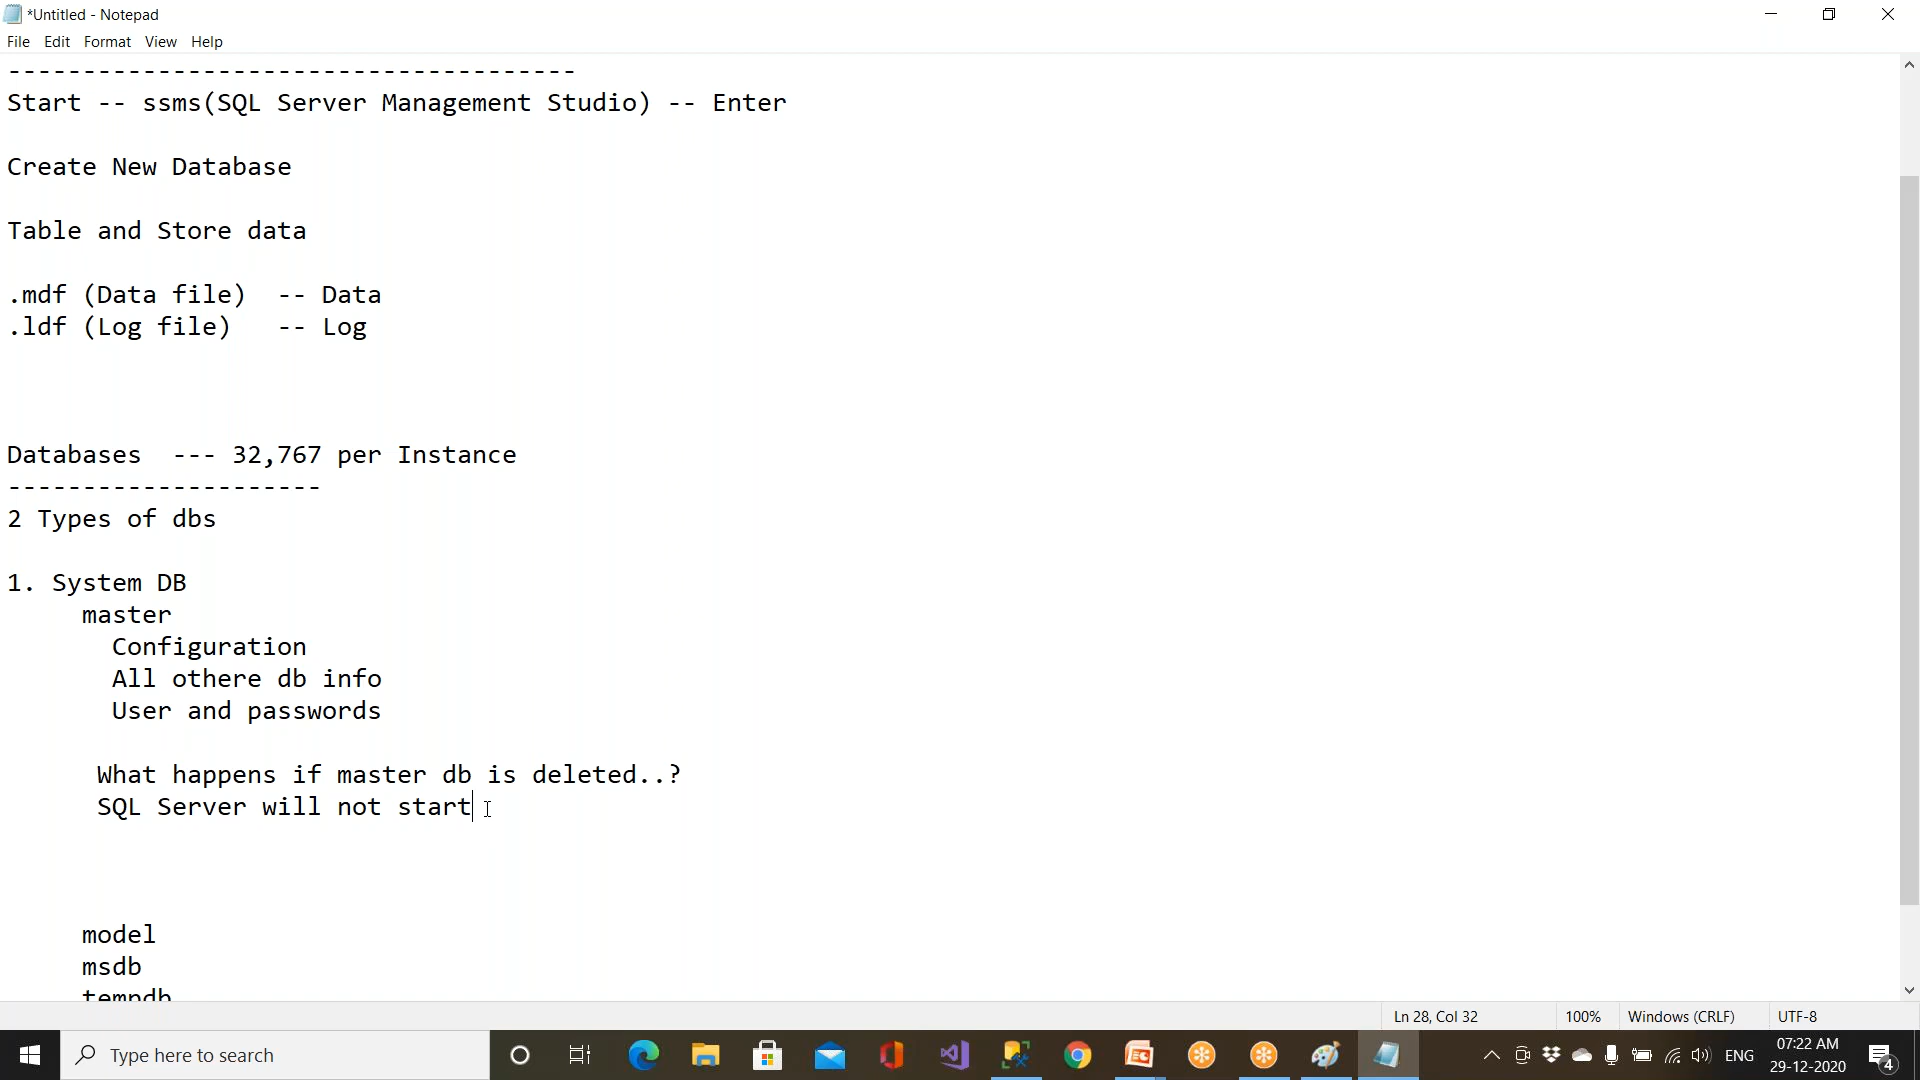 *Untitled - Notepad
File Edit Format View Help
--------------------------------------
Start -- ssms(SQL Server Management Studio) -- Enter
Create New Database
Table and Store data
.mdf (Data file)  -- Data
.ldf (Log file)   -- Log
Databases  --- 32,767 per Instance
---------------------
2 Types of dbs
1. System DB
master
Configuration
All othere db info
User and passwords
What happens if master db is deleted..?
SQL Server will not start
model
msdb
tempdb
Ln 28, Col 32 100% Windows (CRLF) UTF-8
Type here to search
ENG
07:22 AM
29-12-2020
4